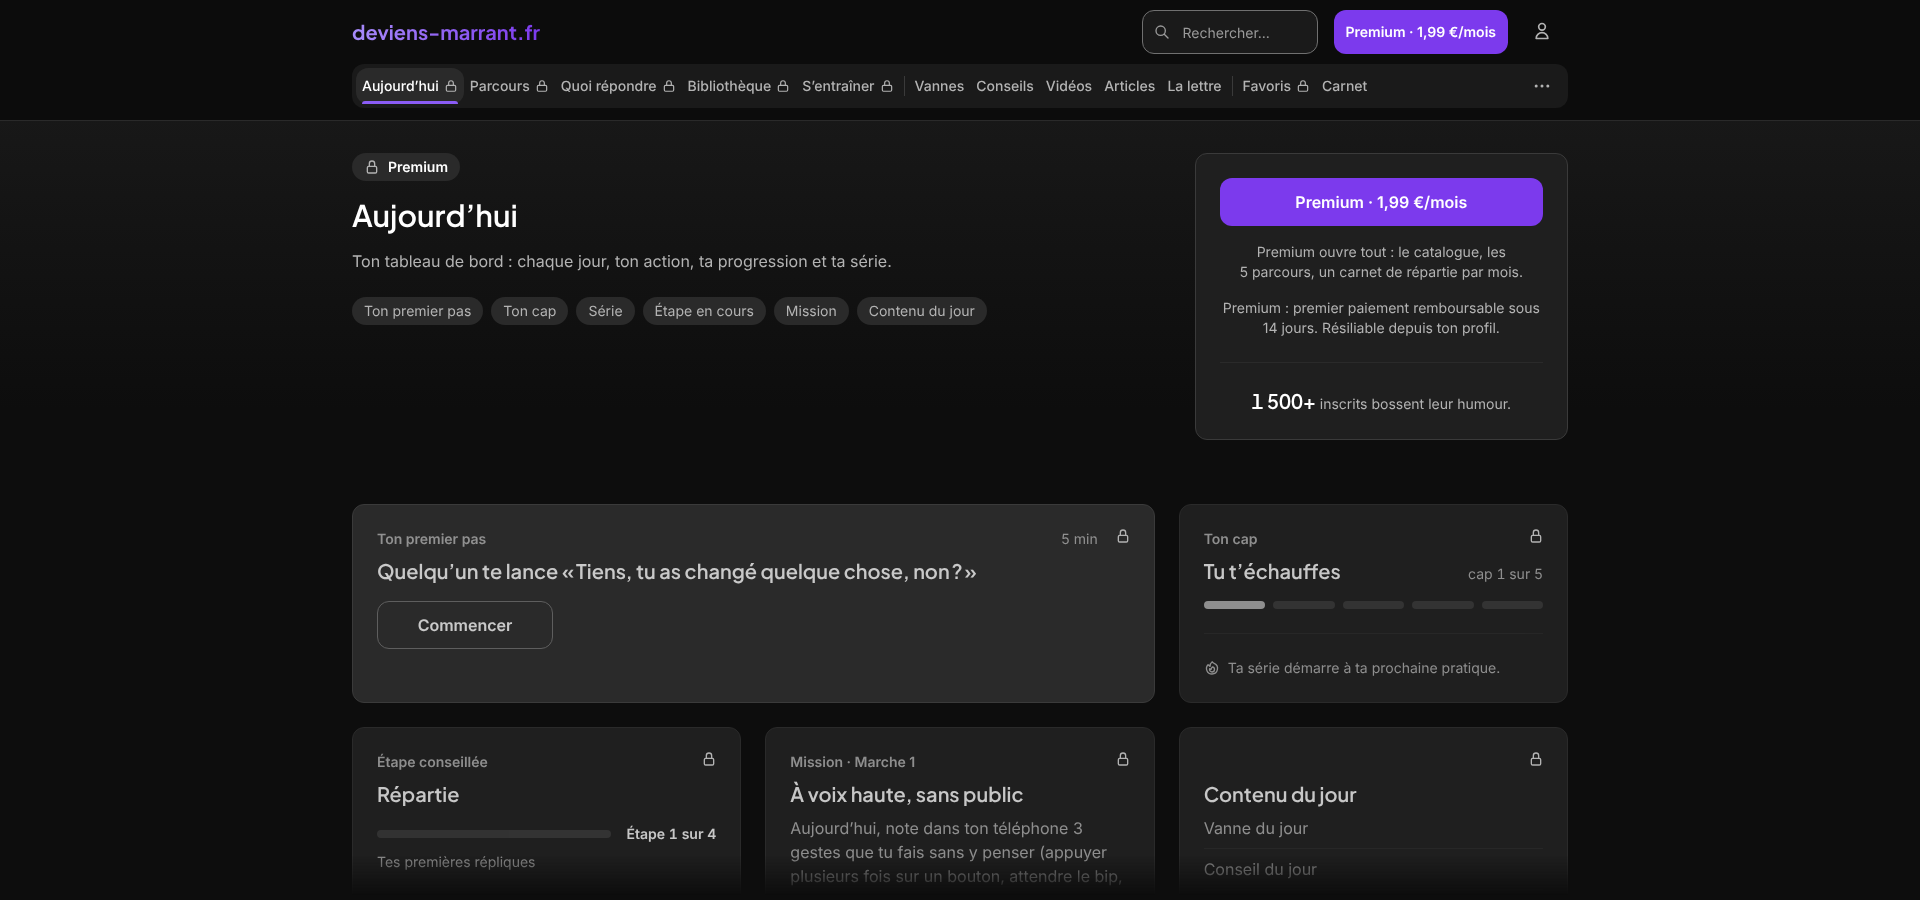 deviens-marrant.fr
Rechercher...
Premium · 1,99 €/mois
Aujourd’hui Parcours Quoi répondre Bibliothèque S’entraîner Vannes Conseils Vidéos Articles La lettre Favoris Carnet
Premium
Aujourd’hui
Ton tableau de bord : chaque jour, ton action, ta progression et ta série.
Ton premier pas Ton cap Série Étape en cours Mission Contenu du jour
Premium · 1,99 €/mois
Premium ouvre tout : le catalogue, les
5 parcours, un carnet de répartie par mois.
Premium : premier paiement remboursable sous
14 jours. Résiliable depuis ton profil.
1 500+ inscrits bossent leur humour.
Ton premier pas
5 min
Quelqu’un te lance « Tiens, tu as changé quelque chose, non ? »
Commencer
Ton cap
Tu t’échauffes
cap 1 sur 5
Ta série démarre à ta prochaine pratique.
Étape conseillée
Répartie
Étape 1 sur 4
Tes premières répliques
Mission · Marche 1
À voix haute, sans public
Aujourd’hui, note dans ton téléphone 3
gestes que tu fais sans y penser (appuyer
plusieurs fois sur un bouton, attendre le bip,
Contenu du jour
Vanne du jour
Conseil du jour